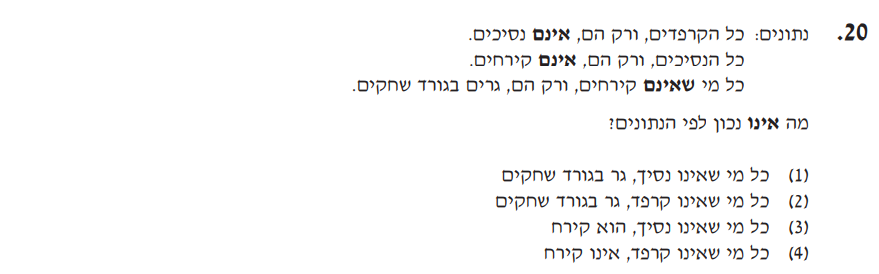 20. נתונים: כל הקרפדים, ורק הם, אינם נסיכים.
כל הנסיכים, ורק הם, אינם קירחים.
כל מי שאינם קירחים, ורק הם, גרים בגורד שחקים.
מה אינו נכון לפי הנתונים?
(1) כל מי שאינו נסיך, גר בגורד שחקים
(2) כל מי שאינו קרפד, גר בגורד שחקים
(3) כל מי שאינו נסיך, הוא קירח
(4) כל מי שאינו קרפד, אינו קירח